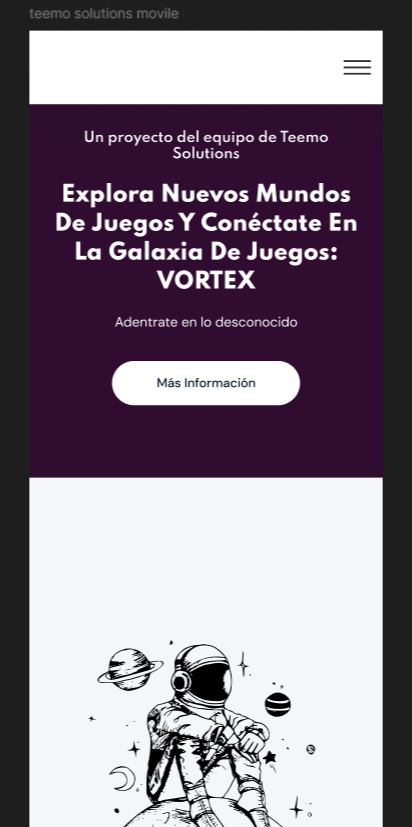 teemo solutions movile
Un proyecto del equipo de Teemo
Solutions
Explora Nuevos Mundos
De Juegos Y Conéctate En
La Galaxia De Juegos:
VORTEX
Adentrate en lo desconocido
Más Información